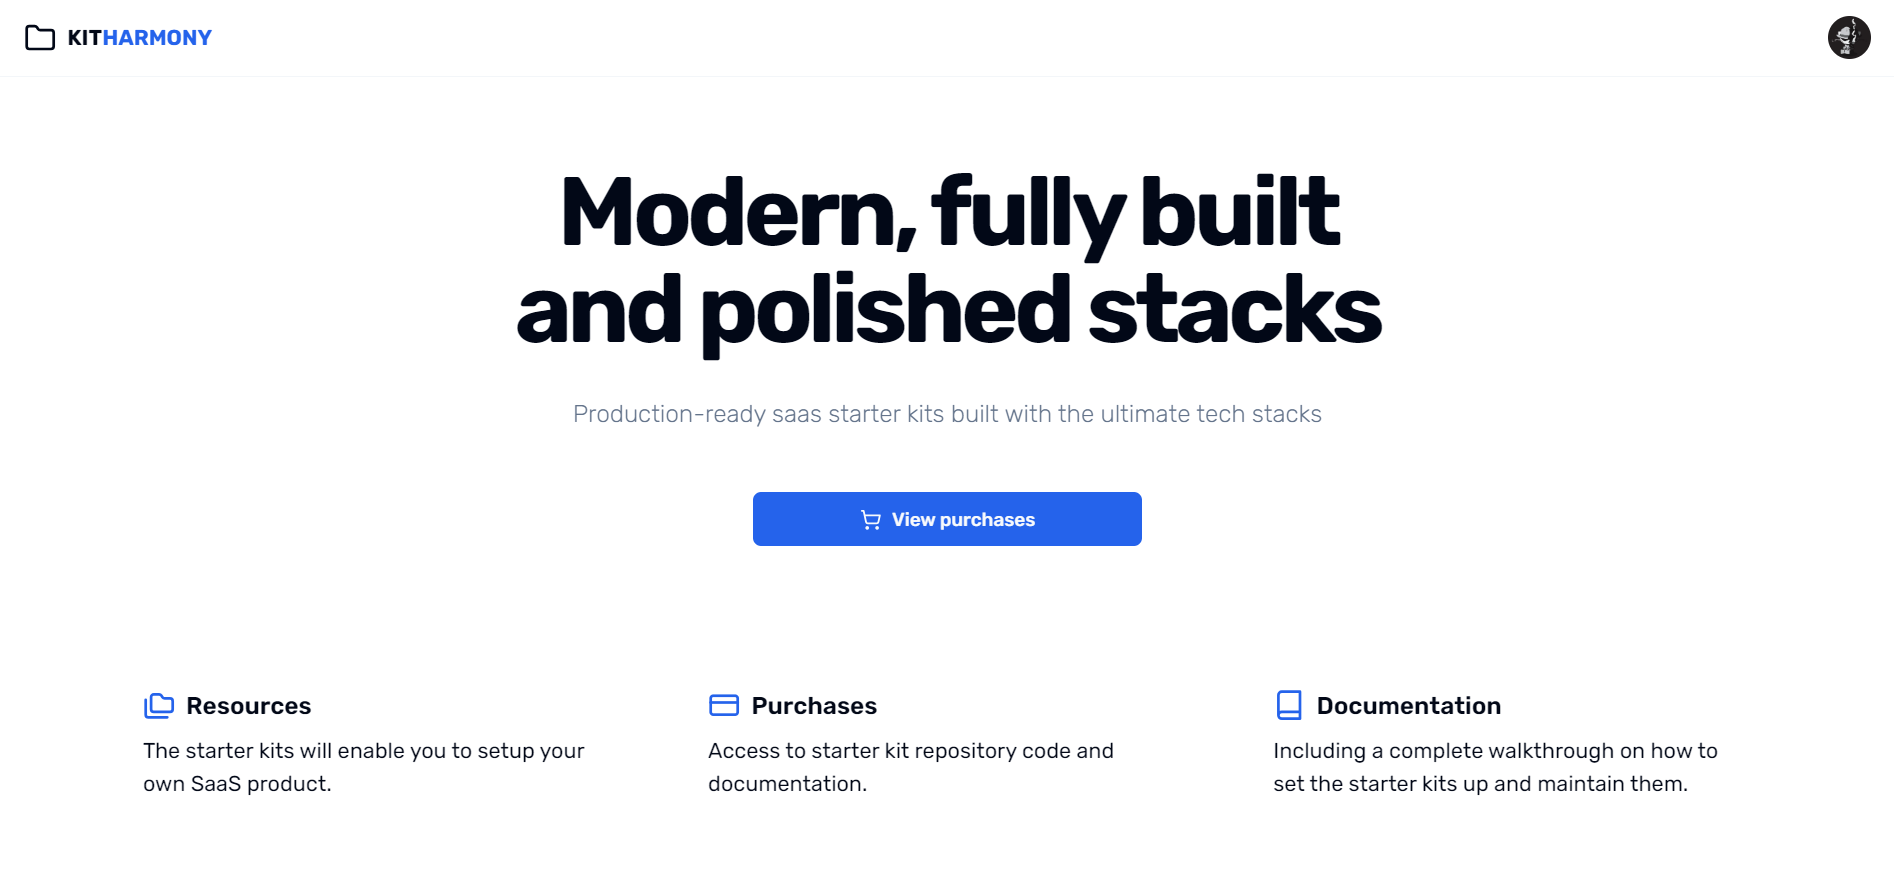 KITHARMONY
Modern, fully built
and polished stacks
Production-ready saas starter kits built with the ultimate tech stacks
View purchases
Resources
The starter kits will enable you to setup your
own SaaS product.
Purchases
Access to starter kit repository code and
documentation.
Documentation
Including a complete walkthrough on how to
set the starter kits up and maintain them.